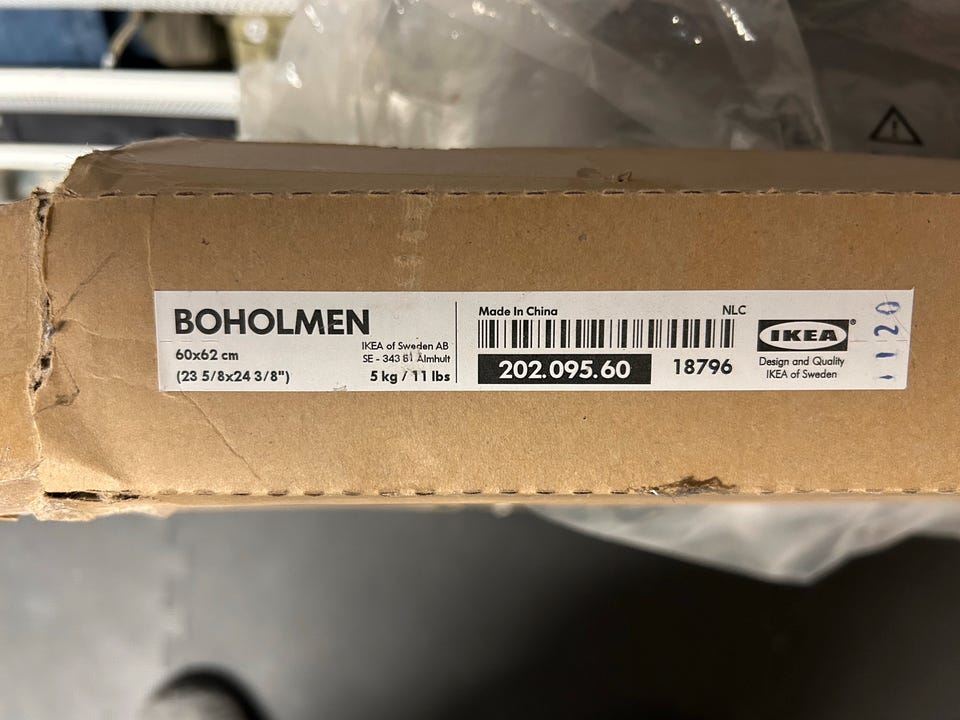 BOHOLMEN
60x62 cm
(23 5/8x24 3/8")
IKEA of Sweden AB
SE - 343 81 Älmhult
5 kg / 11 lbs
Made In China
NLC
202.095.60
18796
IKEA®
Design and Quality
IKEA of Sweden
1120